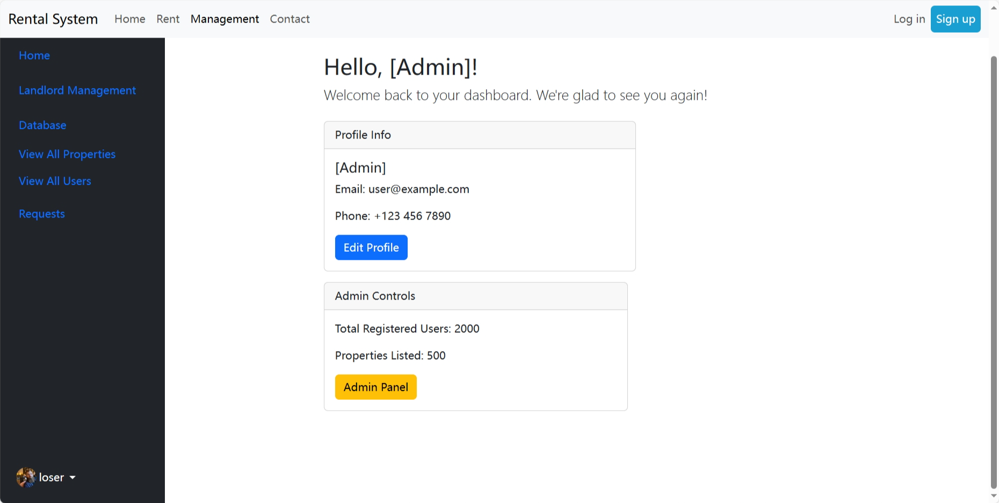 Rental System Home Rent Management Contact Log in Sign up
Home
Landlord Management
Database
View All Properties
View All Users
Requests
loser
Hello, [Admin]!
Welcome back to your dashboard. We're glad to see you again!
Profile Info
[Admin]
Email: user@example.com
Phone: +123 456 7890
Edit Profile
Admin Controls
Total Registered Users: 2000
Properties Listed: 500
Admin Panel